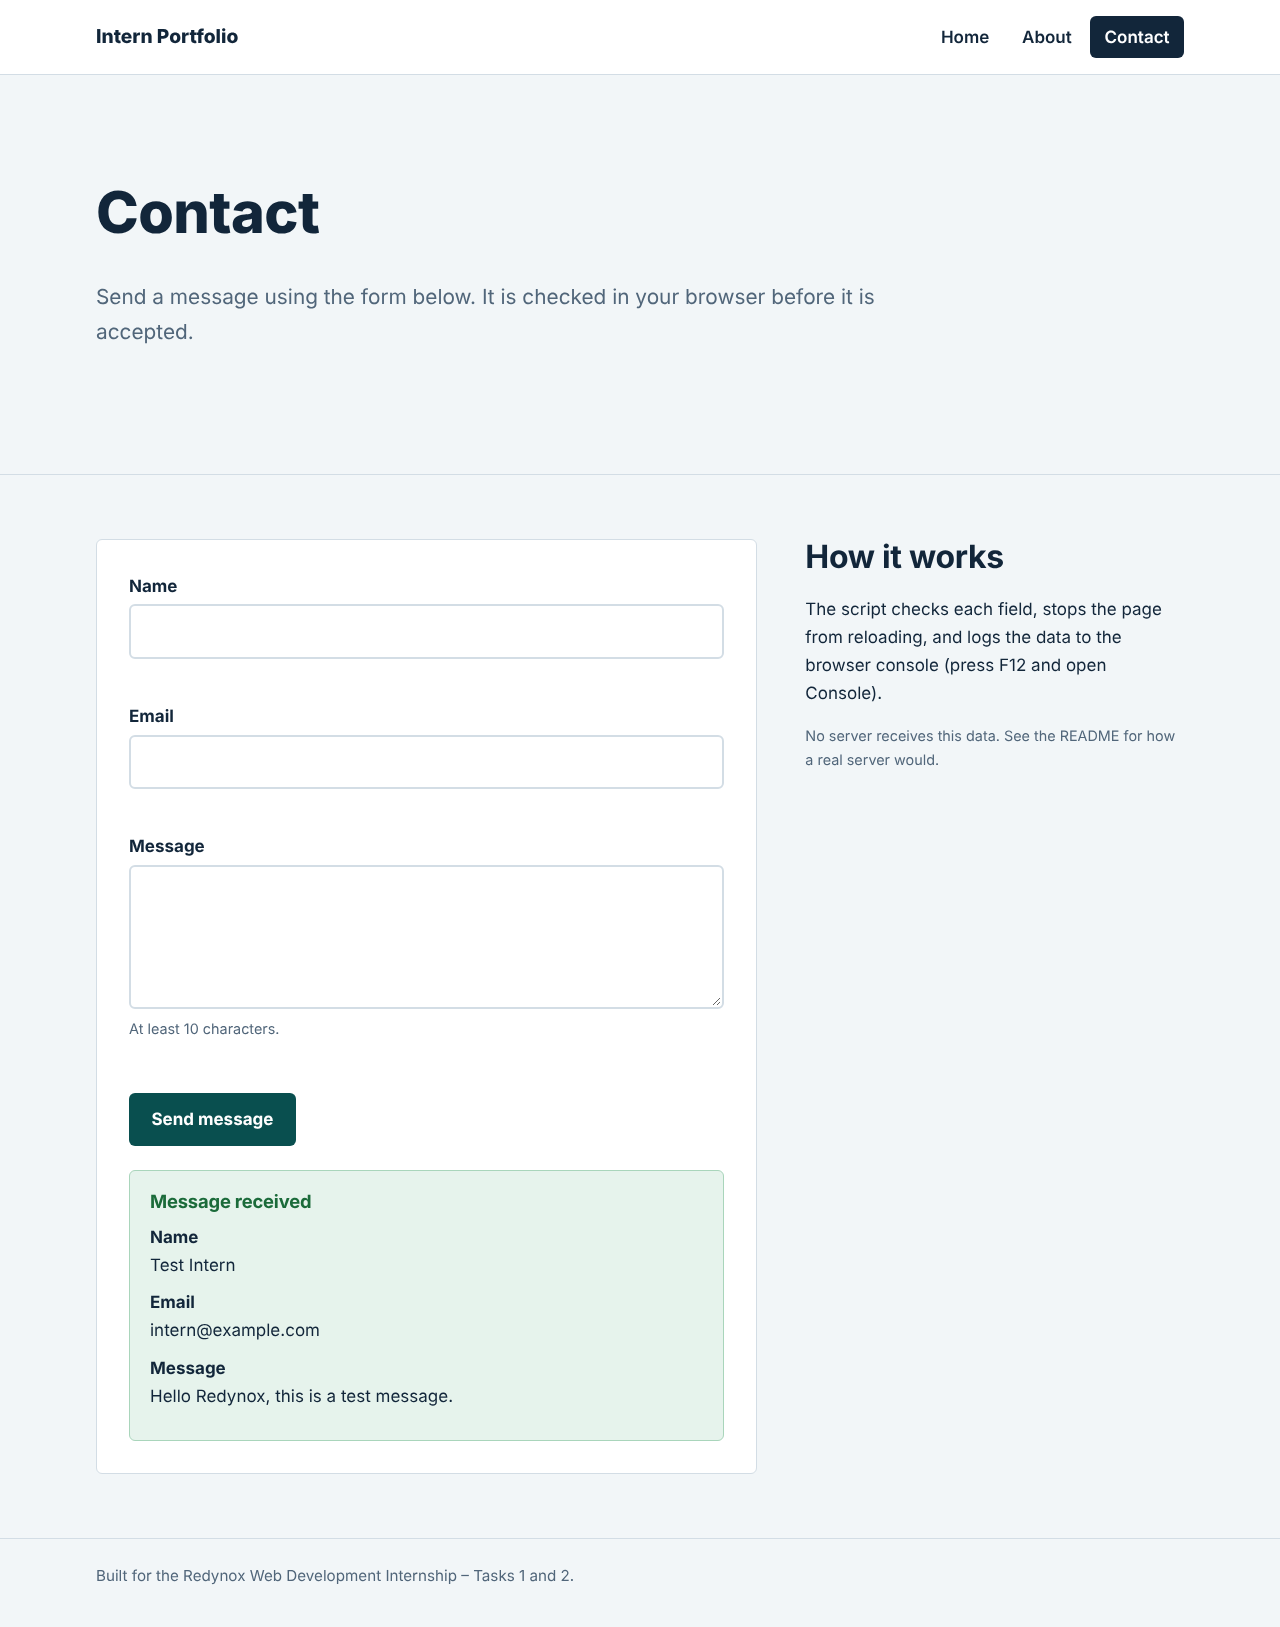 Intern Portfolio
Home
About
Contact
Contact
Send a message using the form below. It is checked in your browser before it is
accepted.
Name
Email
Message
At least 10 characters.
Send message
Message received
Name
Test Intern
Email
intern@example.com
Message
Hello Redynox, this is a test message.
How it works
The script checks each field, stops the page
from reloading, and logs the data to the
browser console (press F12 and open
Console).
No server receives this data. See the README for how
a real server would.
Built for the Redynox Web Development Internship – Tasks 1 and 2.